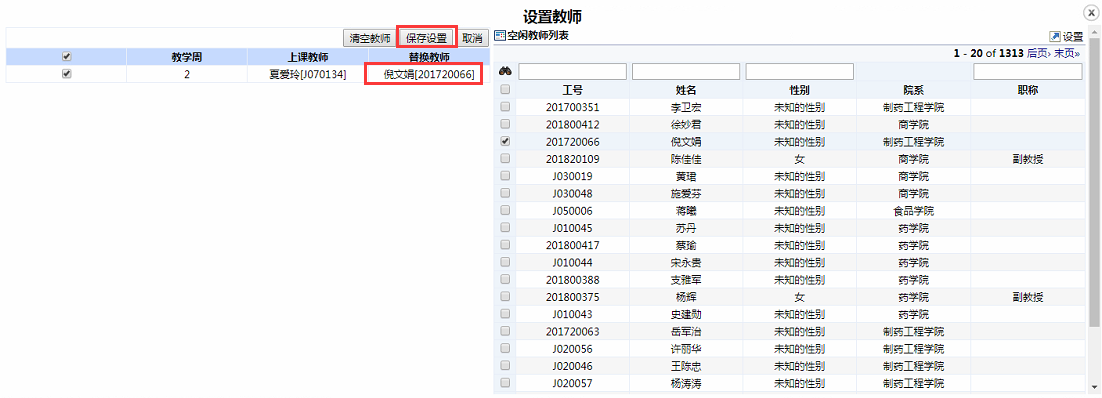 设置教师
清空教师 保存设置 取消
教学周 上课教师 替换教师
2 夏爱玲[J070134] 倪文娟[201720066]
空闲教师列表 设置
1 - 20 of 1313 后页› 末页»
工号 姓名 性别 院系 职称
201700351 李卫宏 未知的性别 制药工程学院
201800412 徐妙君 未知的性别 商学院
201720066 倪文娟 未知的性别 制药工程学院
201820109 陈佳佳 女 商学院 副教授
J030019 黄珺 未知的性别 商学院
J030048 施爱芬 未知的性别 商学院
J050006 蒋曦 未知的性别 食品学院
J010045 苏丹 未知的性别 药学院
201800417 蔡瑜 未知的性别 药学院
J010044 宋永贵 未知的性别 药学院
201800388 支雅军 未知的性别 药学院
201800375 杨辉 女 药学院 副教授
J010043 史建勋 未知的性别 药学院
201720063 岳军治 未知的性别 制药工程学院
J020056 许丽华 未知的性别 制药工程学院
J020046 王陈忠 未知的性别 制药工程学院
J020057 杨涛涛 未知的性别 制药工程学院